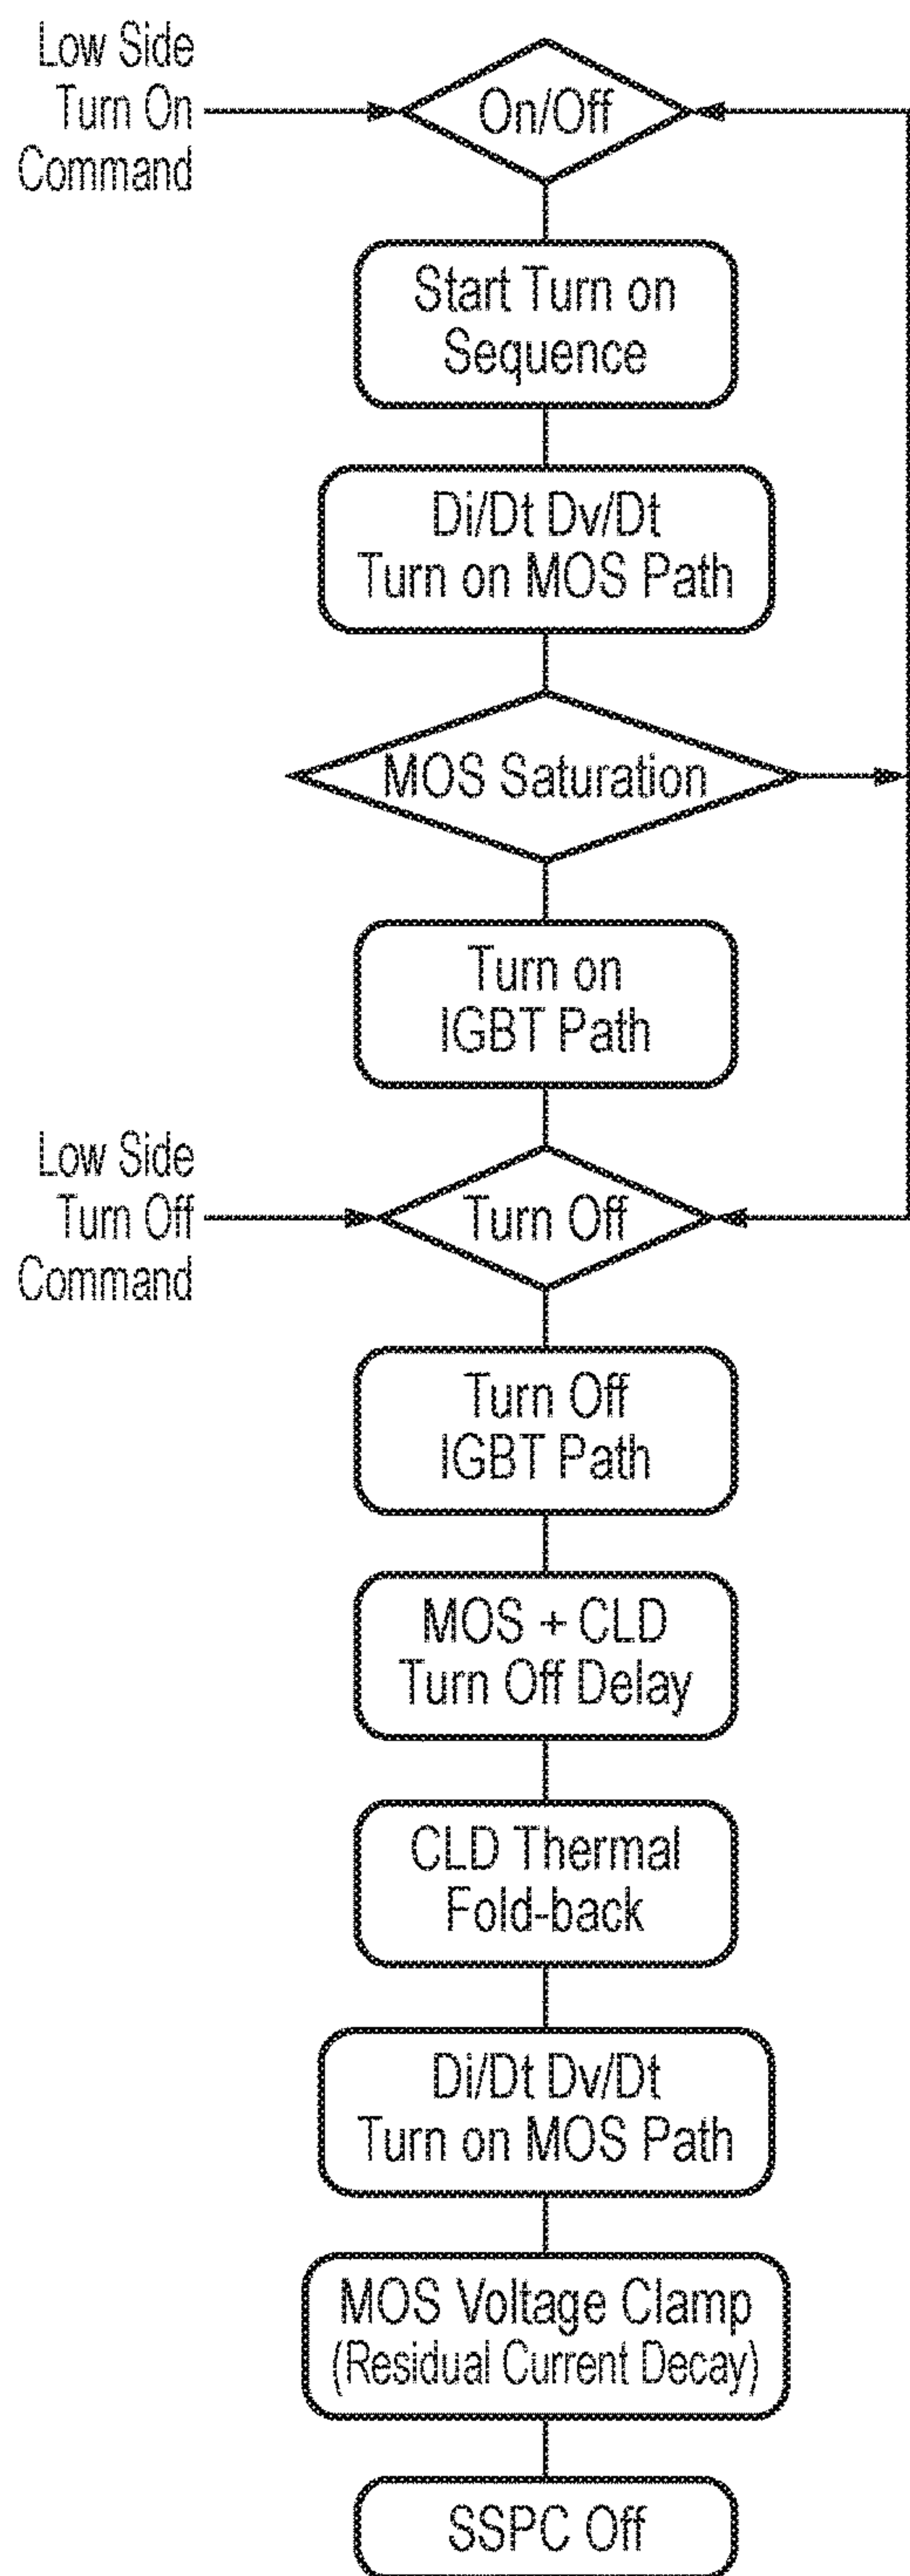 Low Side
Turn On
Command
On/Off
Start Turn on
Sequence
Di/Dt Dv/Dt
Turn on MOS Path
MOS Saturation
Turn on
IGBT Path
Low Side
Turn Off
Command
Turn Off
Turn Off
IGBT Path
MOS + CLD
Turn Off Delay
CLD Thermal
Fold-back
Di/Dt Dv/Dt
Turn on MOS Path
MOS Voltage Clamp
(Residual Current Decay)
SSPC Off